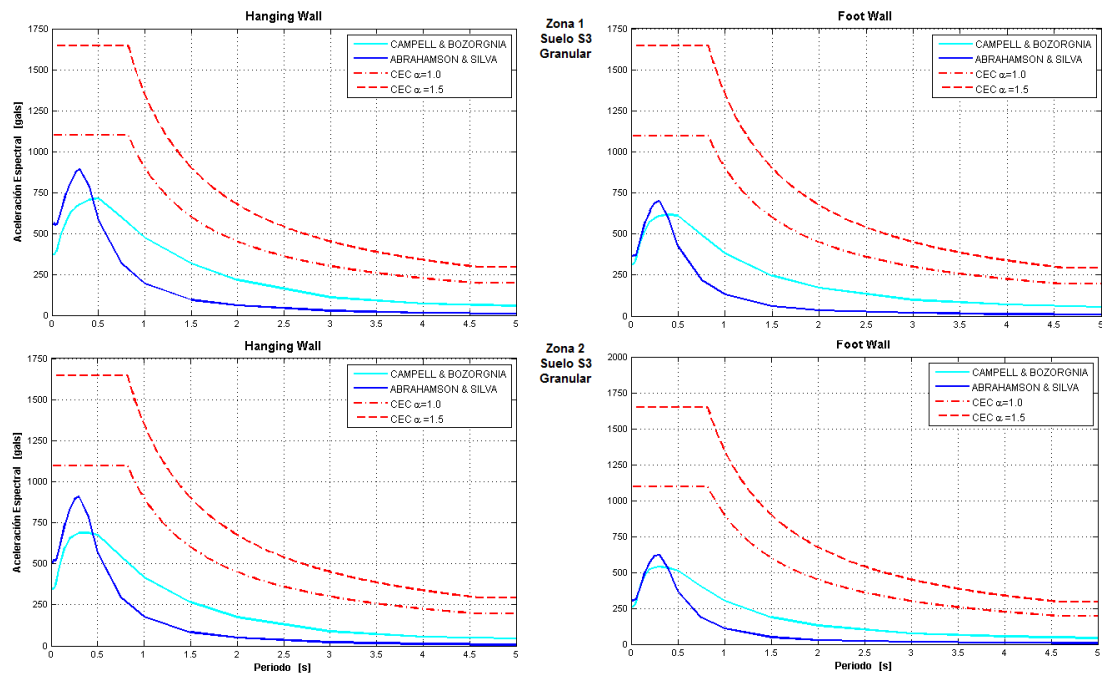 Hanging Wall
Aceleración Espectral [gals]
1750
1500
1250
1000
750
500
250
0
0 0.5 1 1.5 2 2.5 3 3.5 4 4.5 5
CAMPELL & BOZORGNIA
ABRAHAMSON & SILVA
CEC α=1.0
CEC α=1.5
Zona 1
Suelo S3
Granular
Foot Wall
1750
1500
1250
1000
750
500
250
0
0 0.5 1 1.5 2 2.5 3 3.5 4 4.5 5
CAMPELL & BOZORGNIA
ABRAHAMSON & SILVA
CEC α=1.0
CEC α=1.5
Hanging Wall
Aceleración Espectral [gals]
1750
1500
1250
1000
750
500
250
0
0 0.5 1 1.5 2 2.5 3 3.5 4 4.5 5
Periodo [s]
CAMPELL & BOZORGNIA
ABRAHAMSON & SILVA
CEC α=1.0
CEC α=1.5
Zona 2
Suelo S3
Granular
Foot Wall
2000
1750
1500
1250
1000
750
500
250
0
0 0.5 1 1.5 2 2.5 3 3.5 4 4.5 5
Periodo [s]
CAMPELL & BOZORGNIA
ABRAHAMSON & SILVA
CEC α=1.0
CEC α=1.5